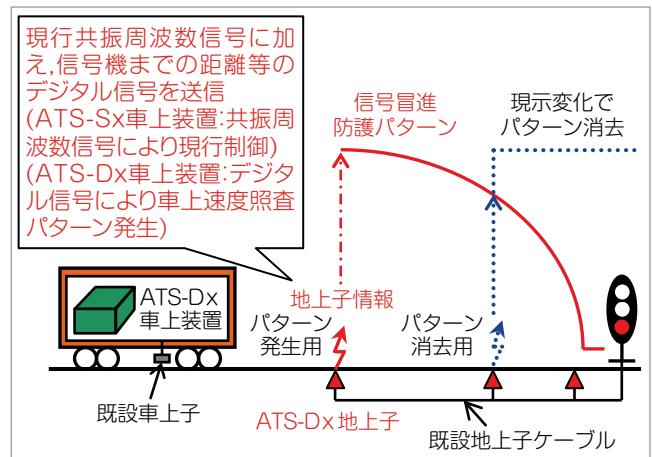 現行共振周波数信号に加
え,信号機までの距離等の
デジタル信号を送信
(ATS-Sx車上装置:共振周
波数信号により現行制御)
(ATS-Dx車上装置:デジタ
ル信号により車上速度照査
パターン発生)
信号冒進
防護パターン
現示変化で
パターン消去
ATS-Dx
車上装置
地上子情報
パターン
発生用
パターン
消去用
既設車上子
ATS-Dx地上子
既設地上子ケーブル